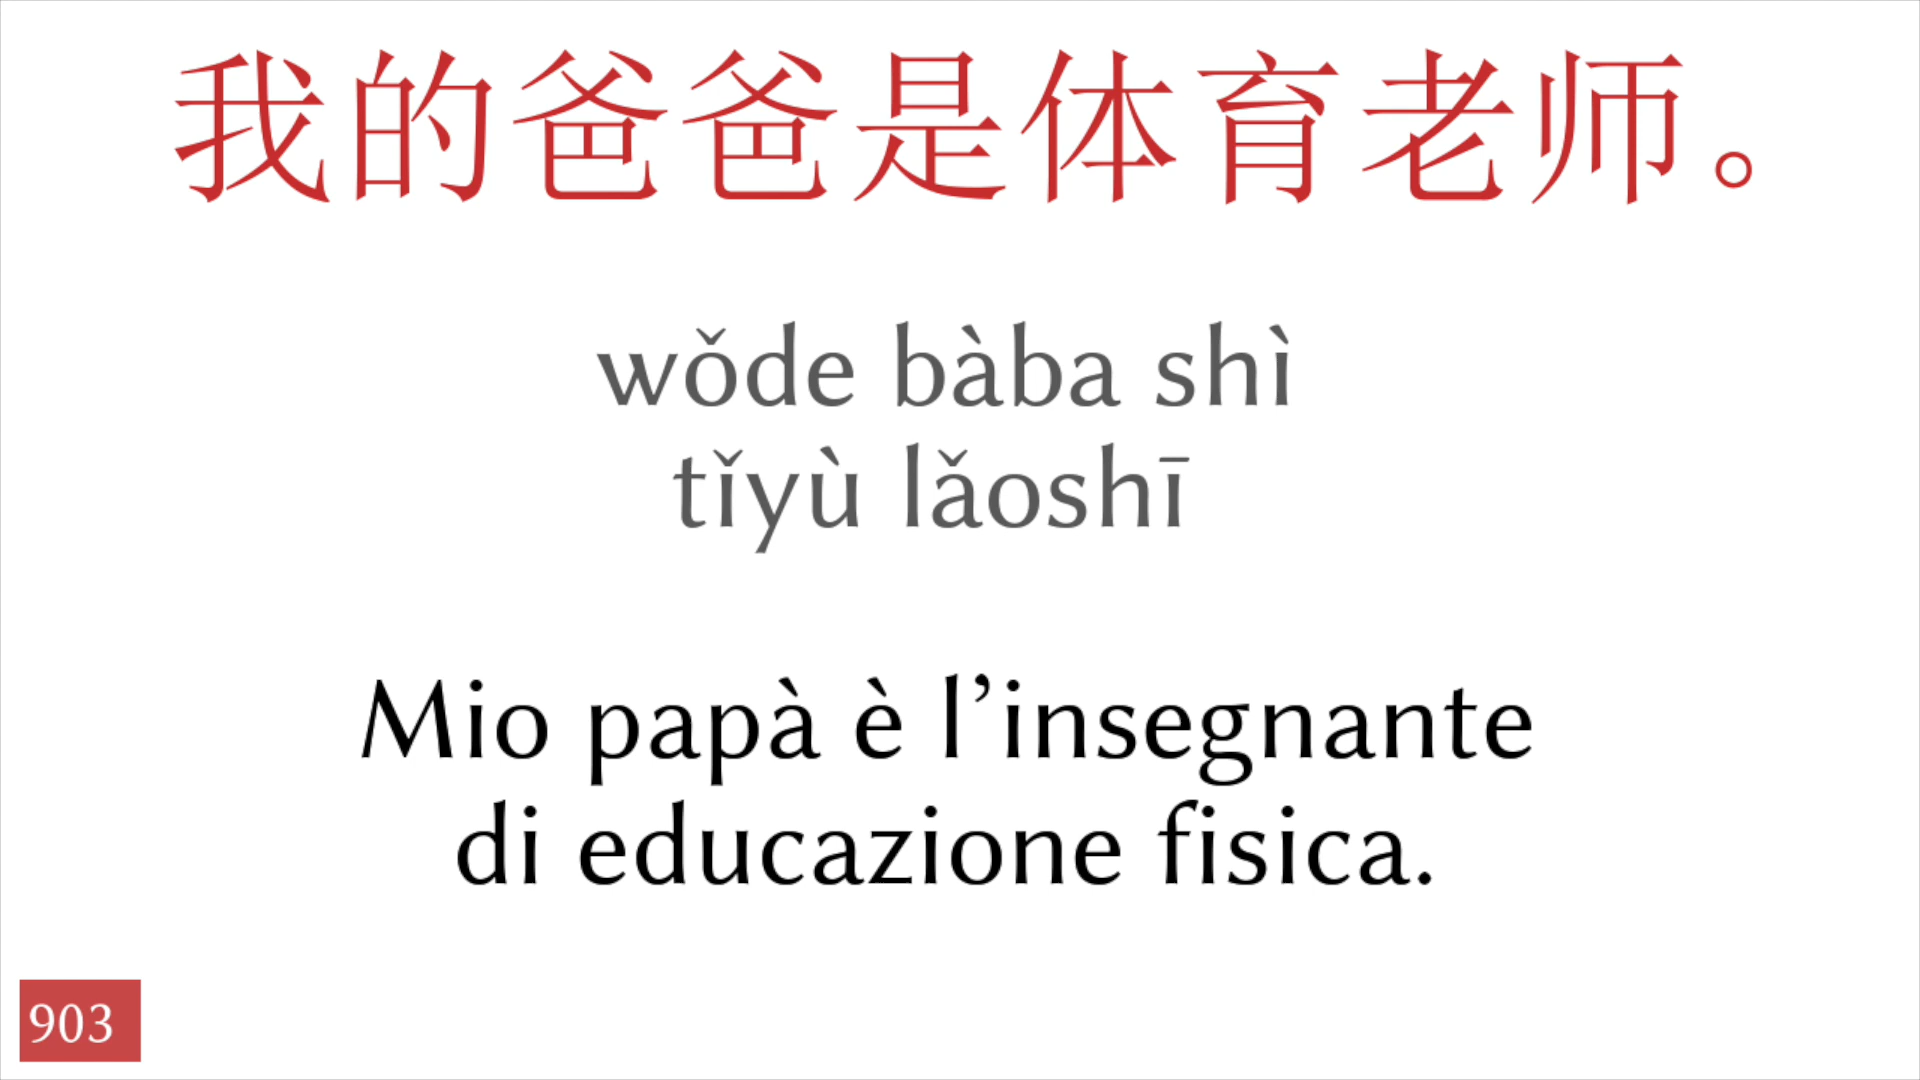 我的爸爸是体育老师。
wǒde bàba shì
tǐyù lǎoshī
Mio papà è l’insegnante
di educazione fisica.
903